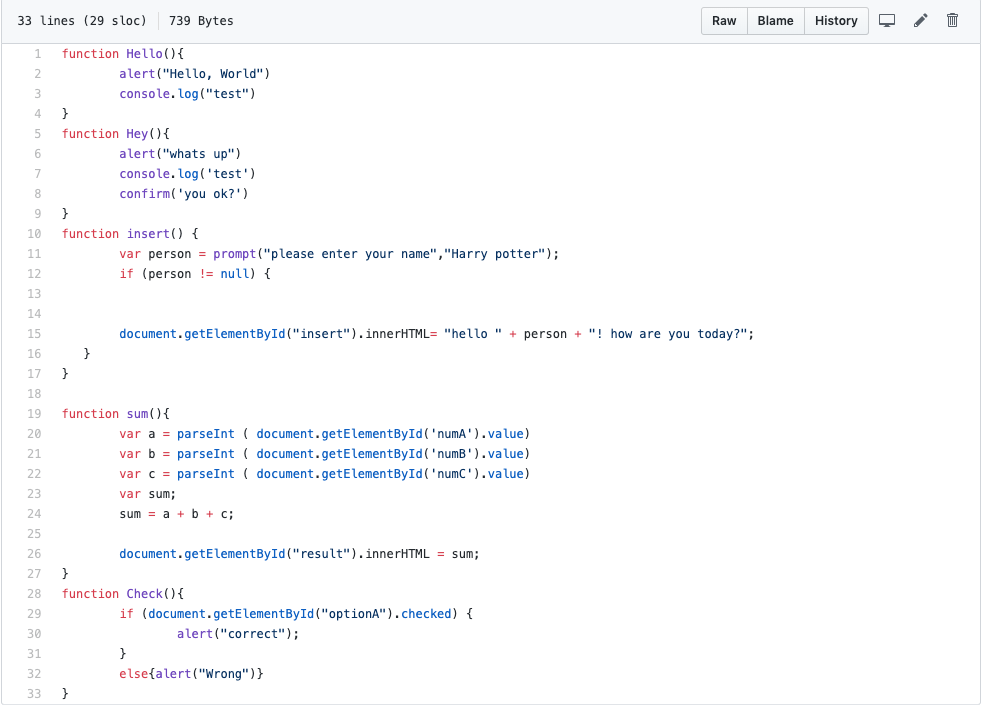 33 lines (29 sloc) 739 Bytes Raw Blame History
1 function Hello(){
2 alert("Hello, World")
3 console.log("test")
4 }
5 function Hey(){
6 alert("whats up")
7 console.log('test')
8 confirm('you ok?')
9 }
10 function insert() {
11 var person = prompt("please enter your name","Harry potter");
12 if (person != null) {
13
14
15 document.getElementById("insert").innerHTML= "hello " + person + "! how are you today?";
16 }
17 }
18
19 function sum(){
20 var a = parseInt ( document.getElementById('numA').value)
21 var b = parseInt ( document.getElementById('numB').value)
22 var c = parseInt ( document.getElementById('numC').value)
23 var sum;
24 sum = a + b + c;
25
26 document.getElementById("result").innerHTML = sum;
27 }
28 function Check(){
29 if (document.getElementById("optionA").checked) {
30 alert("correct");
31 }
32 else{alert("Wrong")}
33 }